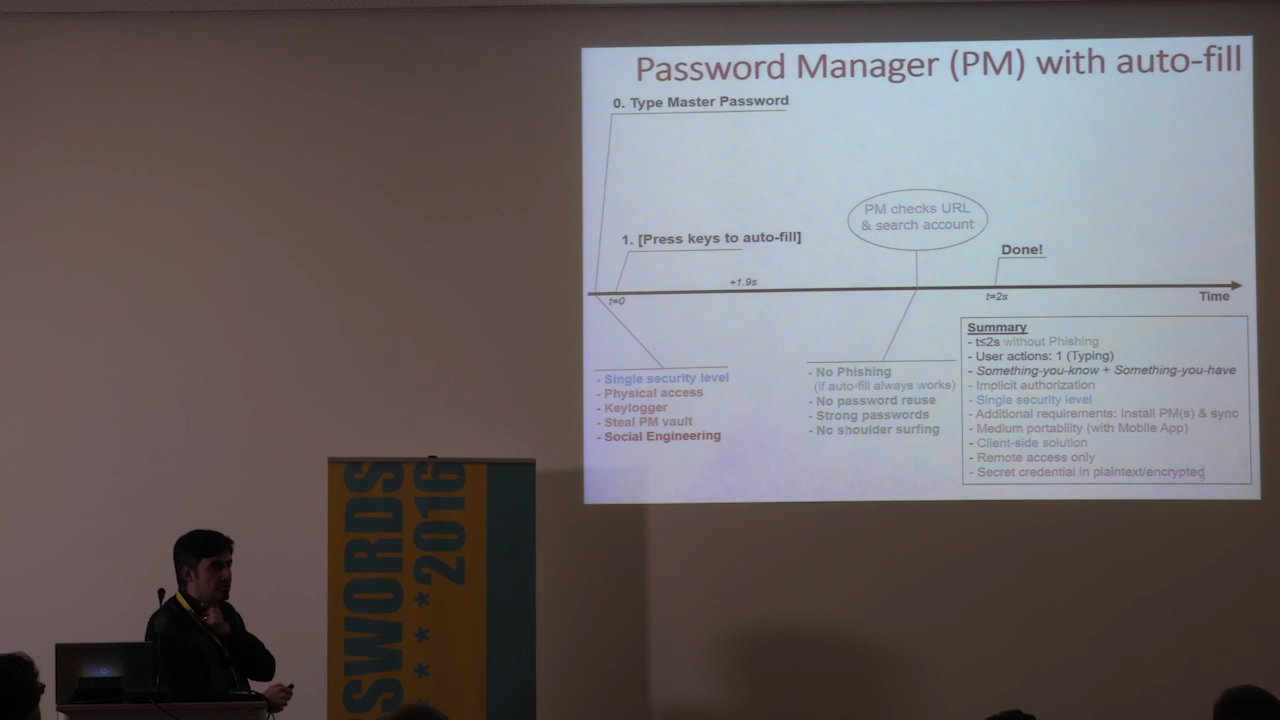 Password Manager (PM) with auto-fill
0. Type Master Password
PM checks URL
& search account
1. [Press keys to auto-fill]
Done!
+1.9s
t=0
t=2s
Time
- Single security level
- Physical access
- Keylogger
- Steal PM vault
- Social Engineering
- No Phishing
(if auto-fill always works)
- No password reuse
- Strong passwords
- No shoulder surfing
Summary
- t≤2s without Phishing
- User actions: 1 (Typing)
- Something-you-know + Something-you-have
- Implicit authorization
- Single security level
- Additional requirements: Install PM(s) & sync
- Medium portability (with Mobile App)
- Client-side solution
- Remote access only
- Secret credential in plaintext/encrypted
SSWORDS
2016 ****